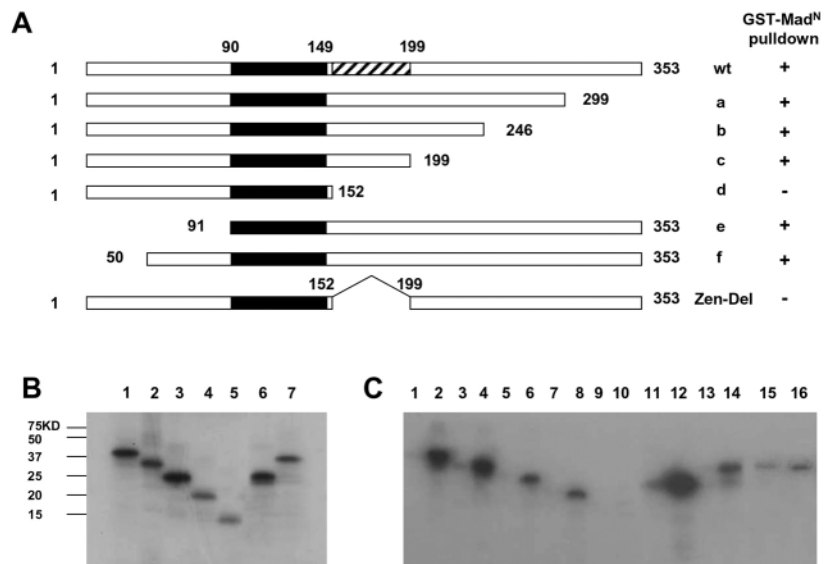 A
GST-Madᴺ
pulldown
90 149 199
1 353 wt +
1 299 a +
1 246 b +
1 199 c +
1 152 d -
91 353 e +
50 353 f +
152 199
1 353 Zen-Del -
B 1 2 3 4 5 6 7
75KD
50
37
25
20
15
C 1 2 3 4 5 6 7 8 9 10 11 12 13 14 15 16